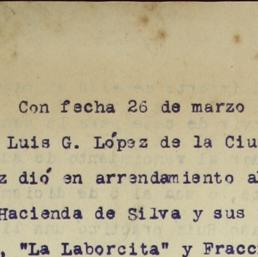 Con fecha 26 de marzo
Luis G. López de la Ciu
z dió en arrendamiento al
Hacienda de Silva y sus
, "La Laborcita" y Fracc